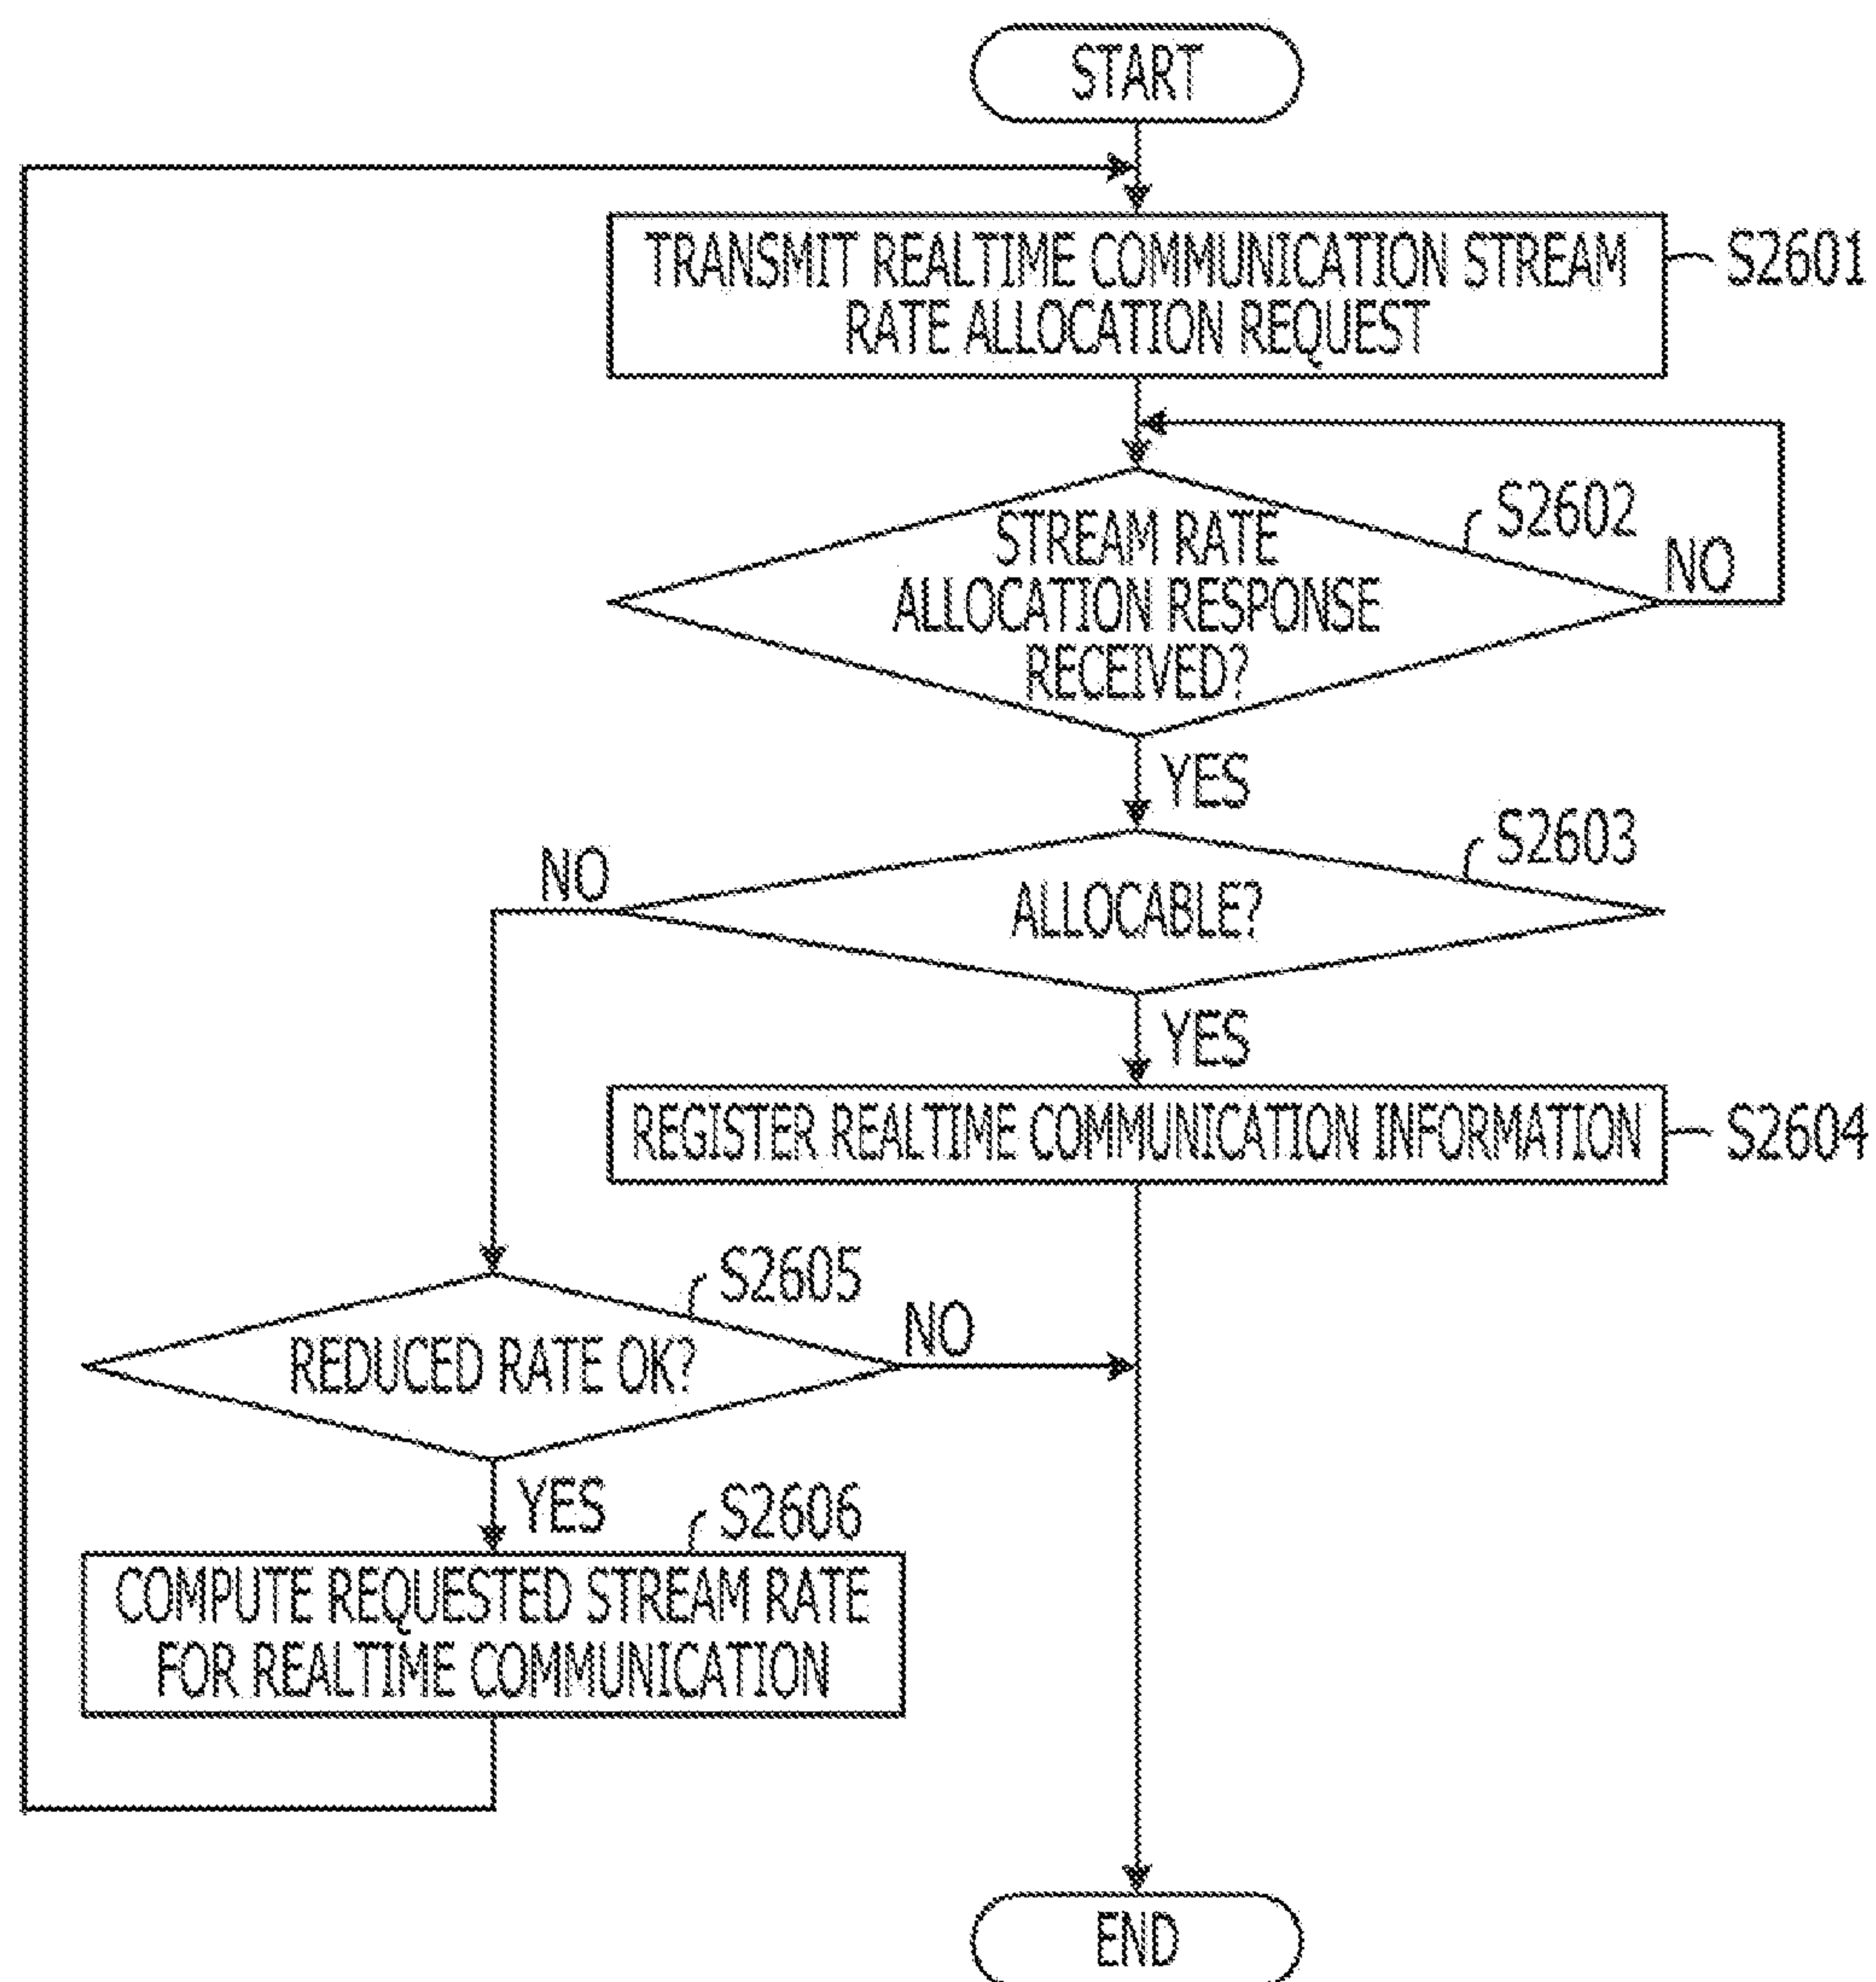 START
TRANSMIT REALTIME COMMUNICATION STREAM
RATE ALLOCATION REQUEST
S2601
STREAM RATE
ALLOCATION RESPONSE
RECEIVED?
S2602
NO
YES
ALLOCABLE?
S2603
NO
YES
REGISTER REALTIME COMMUNICATION INFORMATION
S2604
REDUCED RATE OK?
S2605
NO
YES
S2606
COMPUTE REQUESTED STREAM RATE
FOR REALTIME COMMUNICATION
END